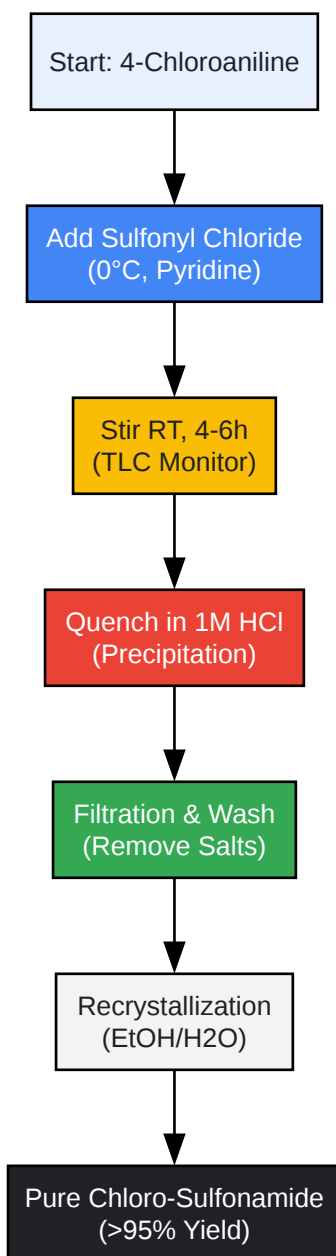 Start: 4-Chloroaniline
Add Sulfonyl Chloride
(0°C, Pyridine)
Stir RT, 4-6h
(TLC Monitor)
Quench in 1M HCl
(Precipitation)
Filtration & Wash
(Remove Salts)
Recrystallization
(EtOH/H2O)
Pure Chloro-Sulfonamide
(>95% Yield)